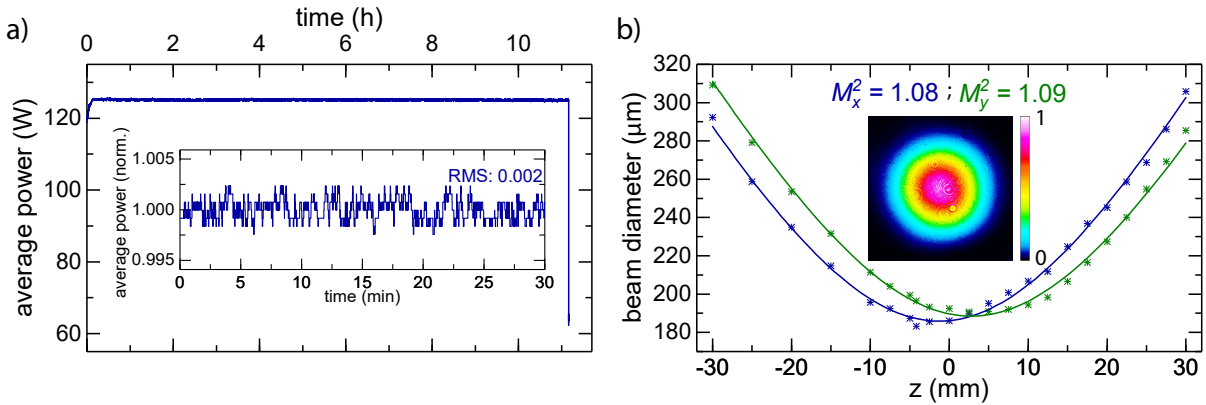 a)
time (h)
0 2 4 6 8 10
average power (W)
120
100
80
60
average power (norm.)
1.005
1.000
0.995
RMS: 0.002
0 5 10 15 20 25 30
time (min)
b)
beam diameter (µm)
320
300
280
260
240
220
200
180
M²x = 1.08 ; M²y = 1.09
1
0
-30 -20 -10 0 10 20 30
z (mm)